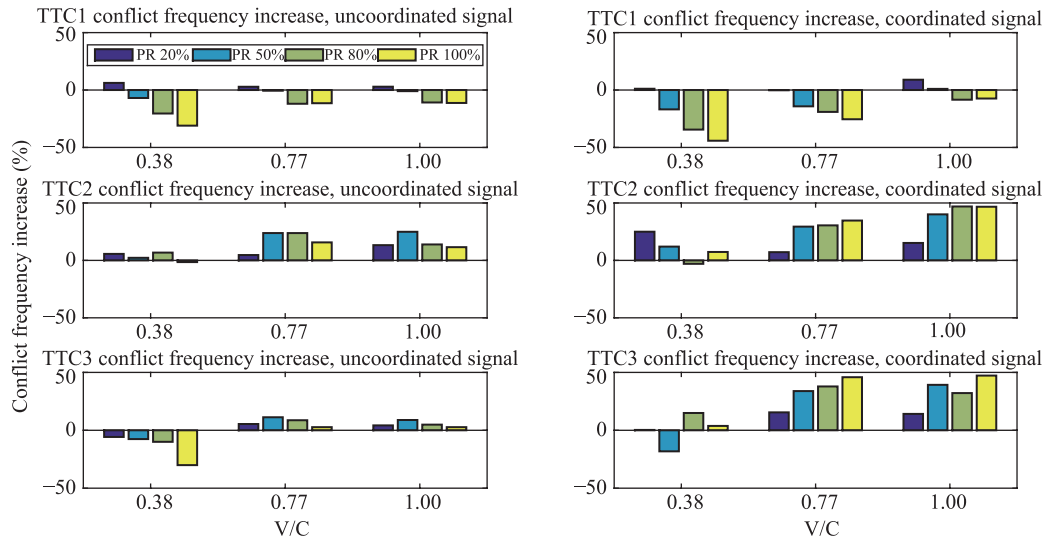 TTC1 conflict frequency increase, uncoordinated signal
50
PR 20% PR 50% PR 80% PR 100%
0
−50
0.38 0.77 1.00
TTC1 conflict frequency increase, coordinated signal
50
0
−50
0.38 0.77 1.00
Conflict frequency increase (%)
TTC2 conflict frequency increase, uncoordinated signal
50
0
−50
0.38 0.77 1.00
TTC2 conflict frequency increase, coordinated signal
50
0
−50
0.38 0.77 1.00
TTC3 conflict frequency increase, uncoordinated signal
50
0
−50
0.38 0.77 1.00
V/C
TTC3 conflict frequency increase, coordinated signal
50
0
−50
0.38 0.77 1.00
V/C